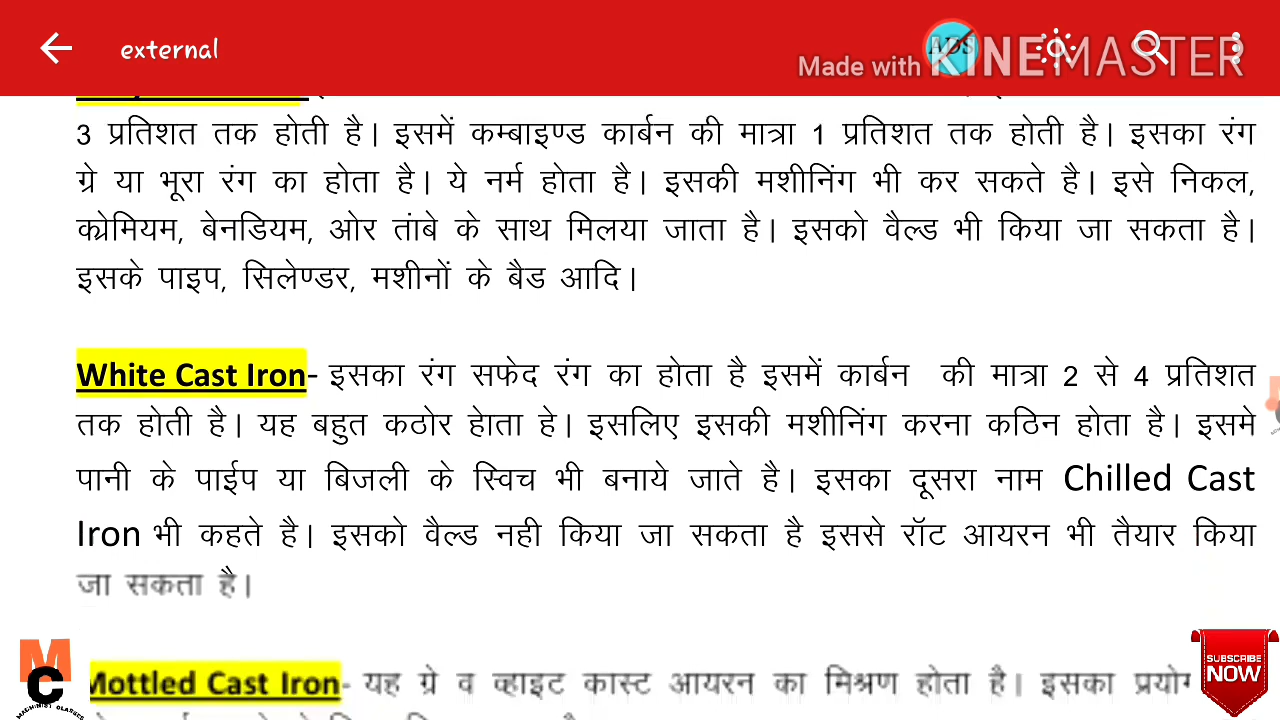 external
ADS
Made with KINEMASTER
3 प्रतिशत तक होती है। इसमें कम्बाइण्ड कार्बन की मात्रा 1 प्रतिशत तक होती है। इसका रंग
ग्रे या भूरा रंग का होता है। ये नर्म होता है। इसकी मशीनिंग भी कर सकते है। इसे निकल,
क्रोमियम, बेनडियम, ओर तांबे के साथ मिलया जाता है। इसको वैल्ड भी किया जा सकता है।
इसके पाइप, सिलेण्डर, मशीनों के बैड आदि।
White Cast Iron- इसका रंग सफेद रंग का होता है इसमें कार्बन की मात्रा 2 से 4 प्रतिशत
तक होती है। यह बहुत कठोर हेाता हे। इसलिए इसकी मशीनिंग करना कठिन होता है। इसमे
पानी के पाईप या बिजली के स्विच भी बनाये जाते है। इसका दूसरा नाम Chilled Cast
Iron भी कहते है। इसको वैल्ड नही किया जा सकता है इससे रॉट आयरन भी तैयार किया
जा सकता है।
Mottled Cast Iron- यह ग्रे व व्हाइट कास्ट आयरन का मिश्रण होता है। इसका प्रयोग
MC
MACHINIST CLASSES
SUBSCRIBE
NOW